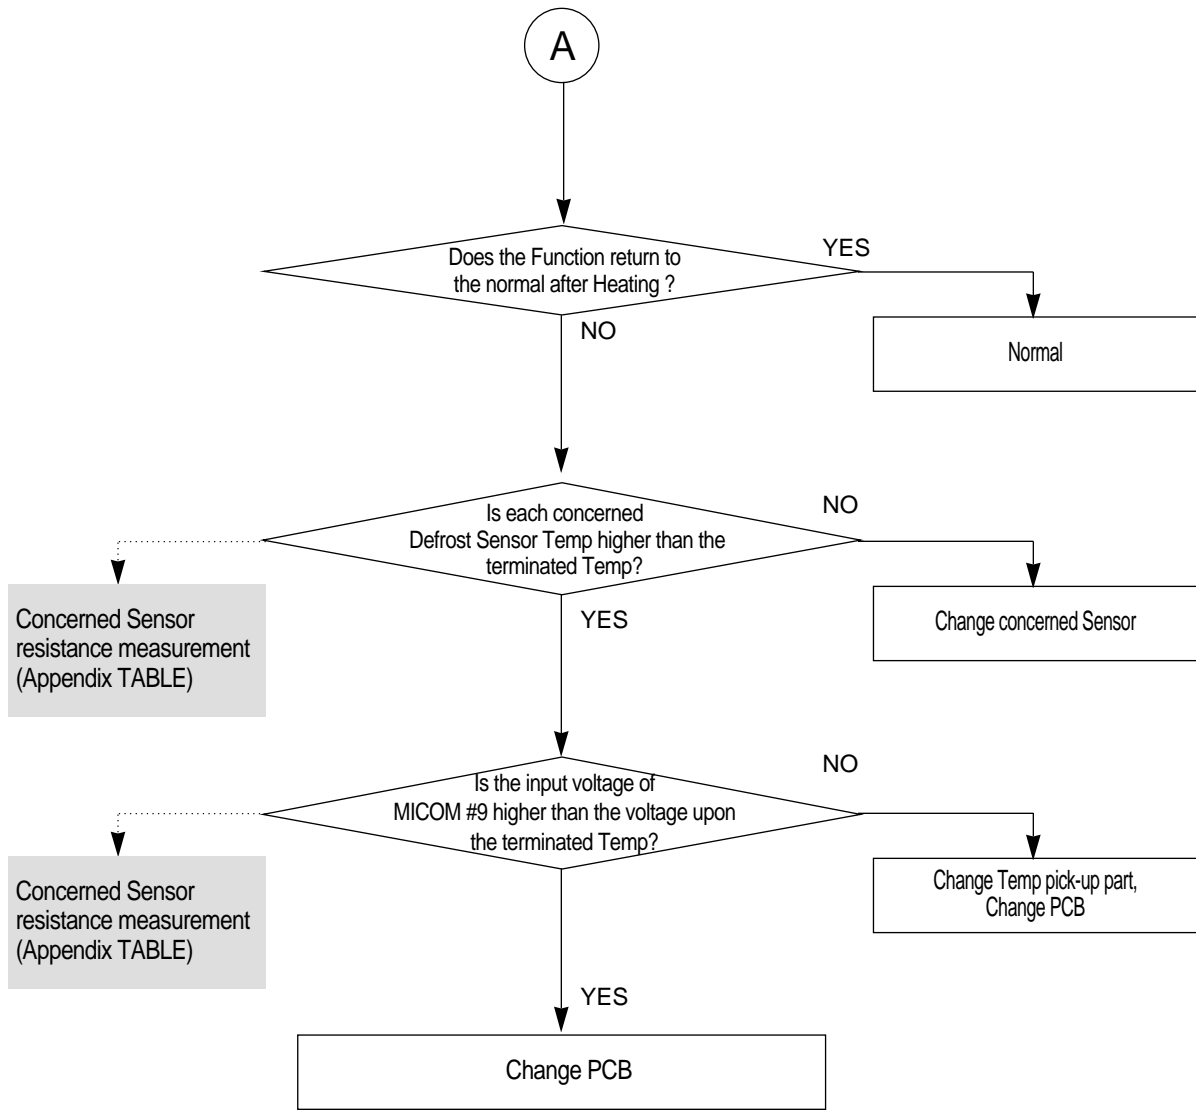 A
Does the Function return to
the normal after Heating ?
YES
NO
Normal
Is each concerned
Defrost Sensor Temp higher than the
terminated Temp?
NO
YES
Concerned Sensor
resistance measurement
(Appendix TABLE)
Change concerned Sensor
Is the input voltage of
MICOM #9 higher than the voltage upon
the terminated Temp?
NO
Concerned Sensor
resistance measurement
(Appendix TABLE)
Change Temp pick-up part,
Change PCB
YES
Change PCB